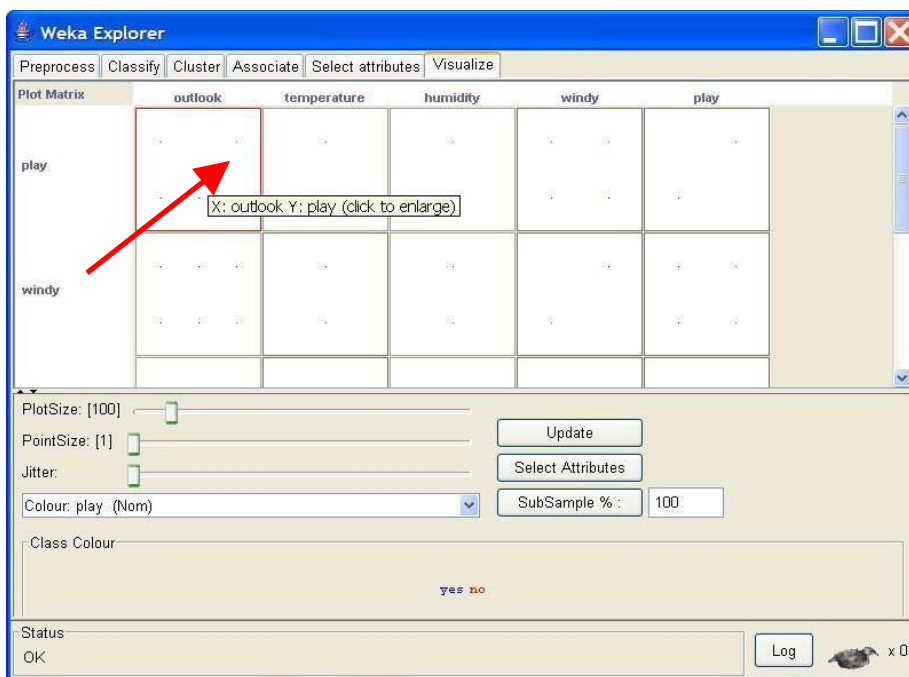 Weka Explorer
Preprocess Classify Cluster Associate Select attributes Visualize
Plot Matrix outlook temperature humidity windy play
play
X: outlook Y: play (click to enlarge)
windy
PlotSize: [100]
PointSize: [1]
Jitter:
Update
Select Attributes
Colour: play (Nom)
SubSample % : 100
Class Colour
yes no
Status
OK
Log
x 0